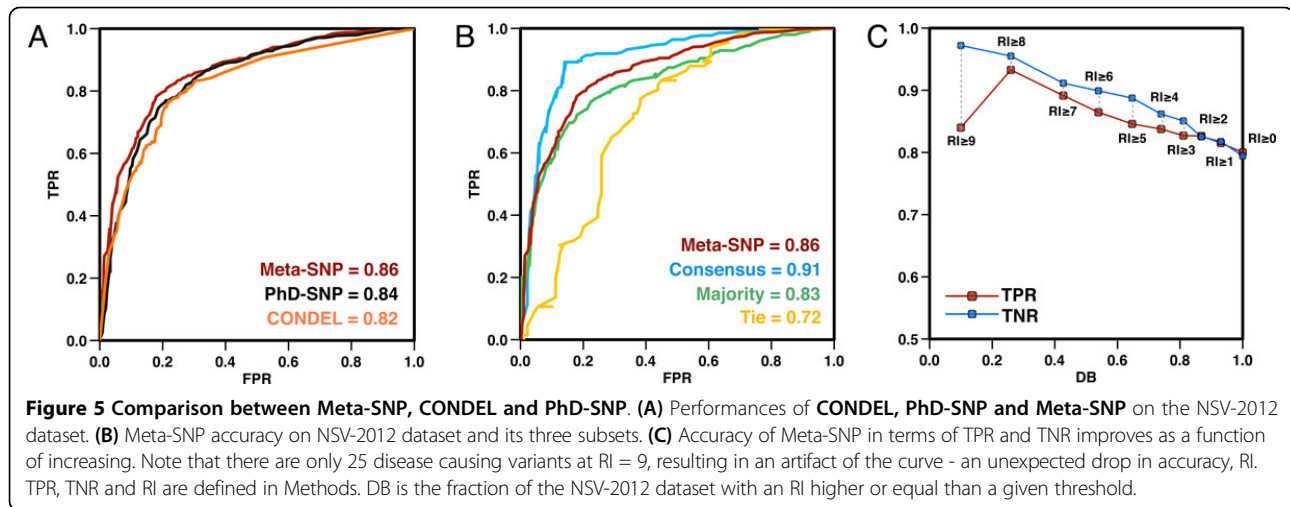 A
1.0
0.8
0.6
0.4
0.2
0.0
TPR
0.0 0.2 0.4 0.6 0.8 1.0
FPR
Meta-SNP = 0.86
PhD-SNP = 0.84
CONDEL = 0.82
B
1.0
0.8
0.6
0.4
0.2
0.0
TPR
0.0 0.2 0.4 0.6 0.8 1.0
FPR
Meta-SNP = 0.86
Consensus = 0.91
Majority = 0.83
Tie = 0.72
C
1.0
0.9
0.8
0.7
0.6
0.5
RI≥8
RI≥6
RI≥4
RI≥2
RI≥0
RI≥9
RI≥7
RI≥5
RI≥3
RI≥1
TPR
TNR
0.0 0.2 0.4 0.6 0.8 1.0
DB
Figure 5 Comparison between Meta-SNP, CONDEL and PhD-SNP. (A) Performances of CONDEL, PhD-SNP and Meta-SNP on the NSV-2012
dataset. (B) Meta-SNP accuracy on NSV-2012 dataset and its three subsets. (C) Accuracy of Meta-SNP in terms of TPR and TNR improves as a function
of increasing. Note that there are only 25 disease causing variants at RI = 9, resulting in an artifact of the curve - an unexpected drop in accuracy, RI.
TPR, TNR and RI are defined in Methods. DB is the fraction of the NSV-2012 dataset with an RI higher or equal than a given threshold.